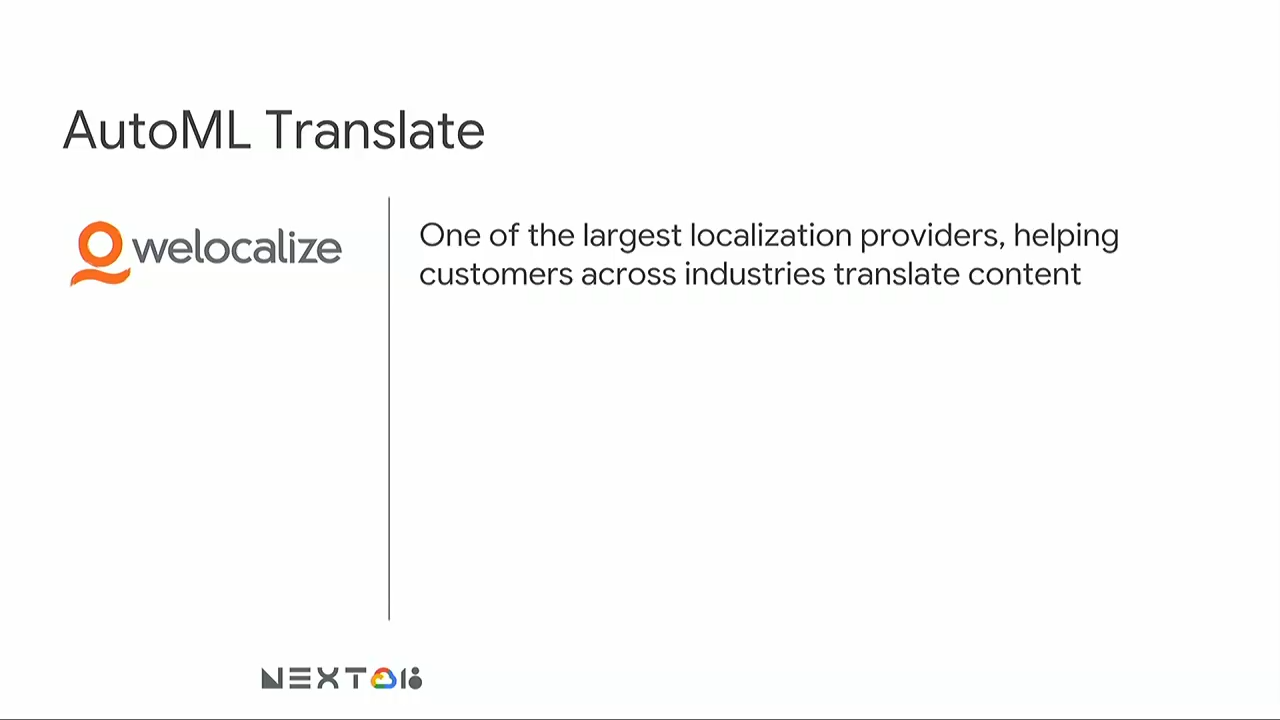 AutoML Translate
welocalize
One of the largest localization providers, helping
customers across industries translate content
NEXT 18